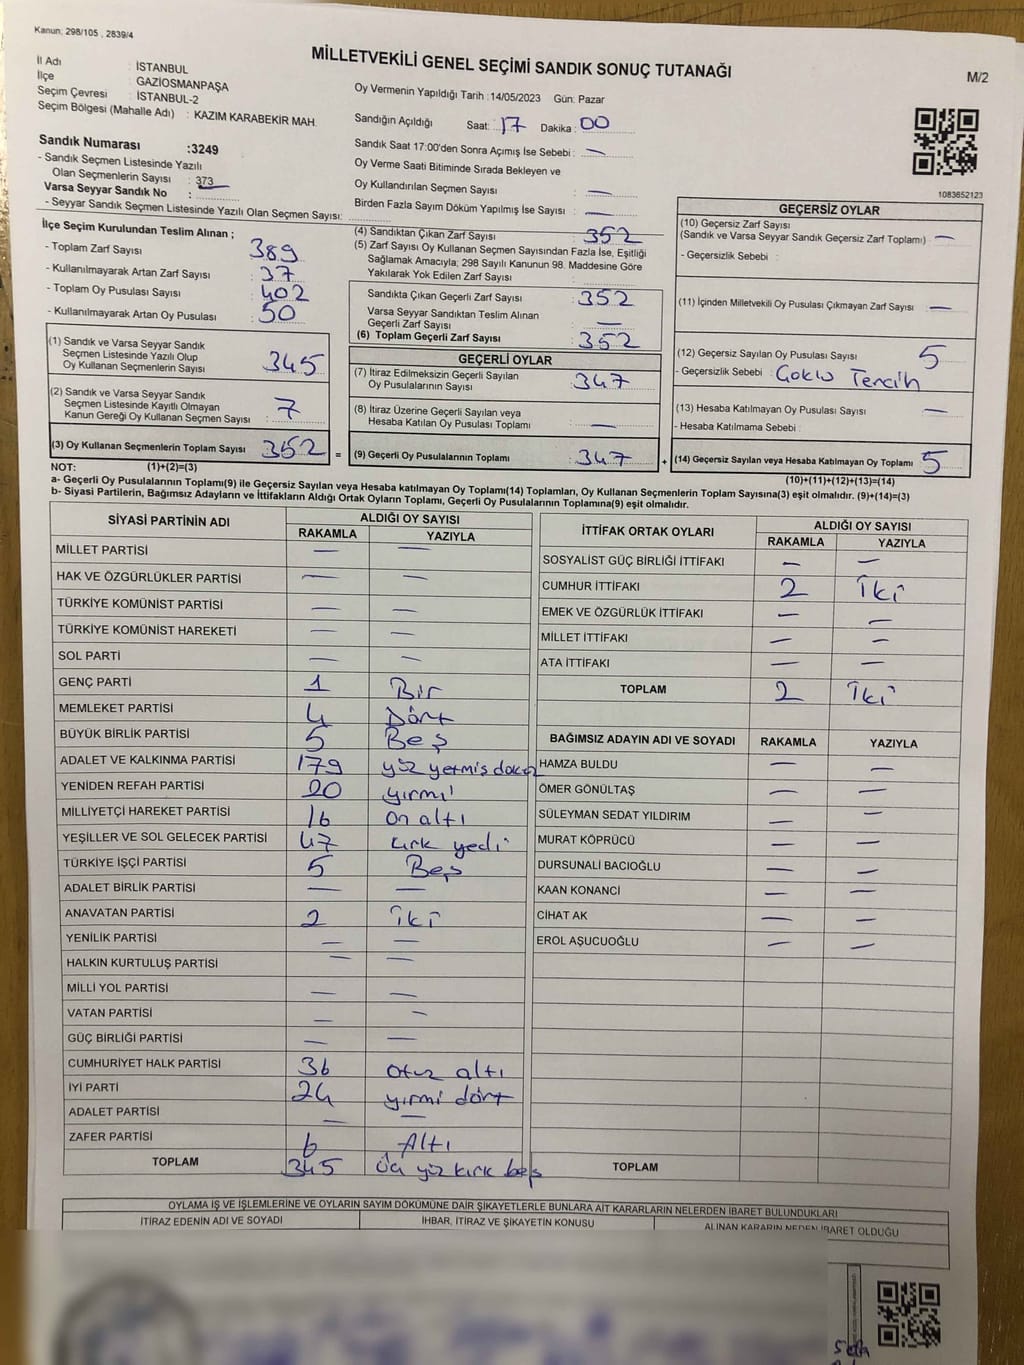 Kanun; 298/105 , 2839/4
MİLLETVEKİLİ GENEL SEÇİMİ SANDIK SONUÇ TUTANAĞI
M/2
İl Adı : İSTANBUL
İlçe : GAZİOSMANPAŞA
Seçim Çevresi : İSTANBUL-2
Seçim Bölgesi (Mahalle Adı) : KAZIM KARABEKİR MAH.
Sandık Numarası :3249
- Sandık Seçmen Listesinde Yazılı
Olan Seçmenlerin Sayısı : 373
Varsa Seyyar Sandık No :
- Seyyar Sandık Seçmen Listesinde Yazılı Olan Seçmen Sayısı:
Oy Vermenin Yapıldığı Tarih :14/05/2023 Gün: Pazar
Sandığın Açıldığı Saat: 17 Dakika : 00
Sandık Saat 17:00'den Sonra Açımış İse Sebebi : —
Oy Verme Saati Bitiminde Sırada Bekleyen ve
Oy Kullandırılan Seçmen Sayısı —
Birden Fazla Sayım Döküm Yapılmış İse Sayısı : —
1083652123
İlçe Seçim Kurulundan Teslim Alınan ;
- Toplam Zarf Sayısı : 389
- Kullanılmayarak Artan Zarf Sayısı : 37
- Toplam Oy Pusulası Sayısı : 402
- Kullanılmayarak Artan Oy Pusulası : 50
(1) Sandık ve Varsa Seyyar Sandık
Seçmen Listesinde Yazılı Olup
Oy Kullanan Seçmenlerin Sayısı : 345
(2) Sandık ve Varsa Seyyar Sandık
Seçmen Listesinde Kayıtlı Olmayan
Kanun Gereği Oy Kullanan Seçmen Sayısı : 7
(3) Oy Kullanan Seçmenlerin Toplam Sayısı : 352 =
(4) Sandıktan Çıkan Zarf Sayısı : 352
(5) Zarf Sayısı Oy Kullanan Seçmen Sayısından Fazla İse, Eşitliği
Sağlamak Amacıyla; 298 Sayılı Kanunun 98. Maddesine Göre
Yakılarak Yok Edilen Zarf Sayısı :
Sandıkta Çıkan Geçerli Zarf Sayısı : 352
Varsa Seyyar Sandıktan Teslim Alınan
Geçerli Zarf Sayısı : —
(6) Toplam Geçerli Zarf Sayısı : 352
GEÇERLİ OYLAR
(7) İtiraz Edilmeksizin Geçerli Sayılan
Oy Pusulalarının Sayısı : 347
(8) İtiraz Üzerine Geçerli Sayılan veya
Hesaba Katılan Oy Pusulası Toplamı : —
(9) Geçerli Oy Pusulalarının Toplamı : 347 +
GEÇERSİZ OYLAR
(10) Geçersiz Zarf Sayısı
(Sandık ve Varsa Seyyar Sandık Geçersiz Zarf Toplamı) : —
- Geçersizlik Sebebi :
(11) İçinden Milletvekili Oy Pusulası Çıkmayan Zarf Sayısı : —
(12) Geçersiz Sayılan Oy Pusulası Sayısı : 5
- Geçersizlik Sebebi : Çoklu Tercih
(13) Hesaba Katılmayan Oy Pusulası Sayısı : —
- Hesaba Katılmama Sebebi :
(14) Geçersiz Sayılan veya Hesaba Katılmayan Oy Toplamı : 5
NOT: (1)+(2)=(3) (10)+(11)+(12)+(13)=(14)
a- Geçerli Oy Pusulalarının Toplamı(9) ile Geçersiz Sayılan veya Hesaba katılmayan Oy Toplamı(14) Toplamları, Oy Kullanan Seçmenlerin Toplam Sayısına(3) eşit olmalıdır. (9)+(14)=(3)
b- Siyasi Partilerin, Bağımsız Adayların ve İttifakların Aldığı Ortak Oyların Toplamı, Geçerli Oy Pusulalarının Toplamına(9) eşit olmalıdır.
SİYASİ PARTİNİN ADI ALDIĞI OY SAYISI
RAKAMLA YAZIYLA
MİLLET PARTİSİ — —
HAK VE ÖZGÜRLÜKLER PARTİSİ — —
TÜRKİYE KOMÜNİST PARTİSİ — —
TÜRKİYE KOMÜNİST HAREKETİ — —
SOL PARTİ — —
GENÇ PARTİ 1 Bir
MEMLEKET PARTİSİ 4 Dört
BÜYÜK BİRLİK PARTİSİ 5 Beş
ADALET VE KALKINMA PARTİSİ 179 yüz yetmiş dokuz
YENİDEN REFAH PARTİSİ 20 yirmi
MİLLİYETÇİ HAREKET PARTİSİ 16 on altı
YEŞİLLER VE SOL GELECEK PARTİSİ 47 kırk yedi
TÜRKİYE İŞÇİ PARTİSİ 5 Beş
ADALET BİRLİK PARTİSİ — —
ANAVATAN PARTİSİ 2 iki
YENİLİK PARTİSİ — —
HALKIN KURTULUŞ PARTİSİ — —
MİLLİ YOL PARTİSİ — —
VATAN PARTİSİ — —
GÜÇ BİRLİĞİ PARTİSİ — —
CUMHURİYET HALK PARTİSİ 36 otuz altı
İYİ PARTİ 24 yirmi dört
ADALET PARTİSİ — —
ZAFER PARTİSİ 6 Altı
TOPLAM 345 üç yüz kırk beş
İTTİFAK ORTAK OYLARI ALDIĞI OY SAYISI
RAKAMLA YAZIYLA
SOSYALİST GÜÇ BİRLİĞİ İTTİFAKI — —
CUMHUR İTTİFAKI 2 İki
EMEK VE ÖZGÜRLÜK İTTİFAKI — —
MİLLET İTTİFAKI — —
ATA İTTİFAKI — —
TOPLAM 2 İki
BAĞIMSIZ ADAYIN ADI VE SOYADI RAKAMLA YAZIYLA
HAMZA BULDU — —
ÖMER GÖNÜLTAŞ — —
SÜLEYMAN SEDAT YILDIRIM — —
MURAT KÖPRÜCÜ — —
DURSUNALİ BACIOĞLU — —
KAAN KONANCİ — —
CİHAT AK — —
EROL AŞUCUOĞLU — —
TOPLAM
OYLAMA İŞ VE İŞLEMLERİNE VE OYLARIN SAYIM DÖKÜMÜNE DAİR ŞİKAYETLERLE BUNLARA AİT KARARLARIN NELERDEN İBARET BULUNDUKLARI
İTİRAZ EDENİN ADI VE SOYADI İHBAR, İTİRAZ VE ŞİKAYETİN KONUSU ALINAN KARARIN NEDEN İBARET OLDUĞU